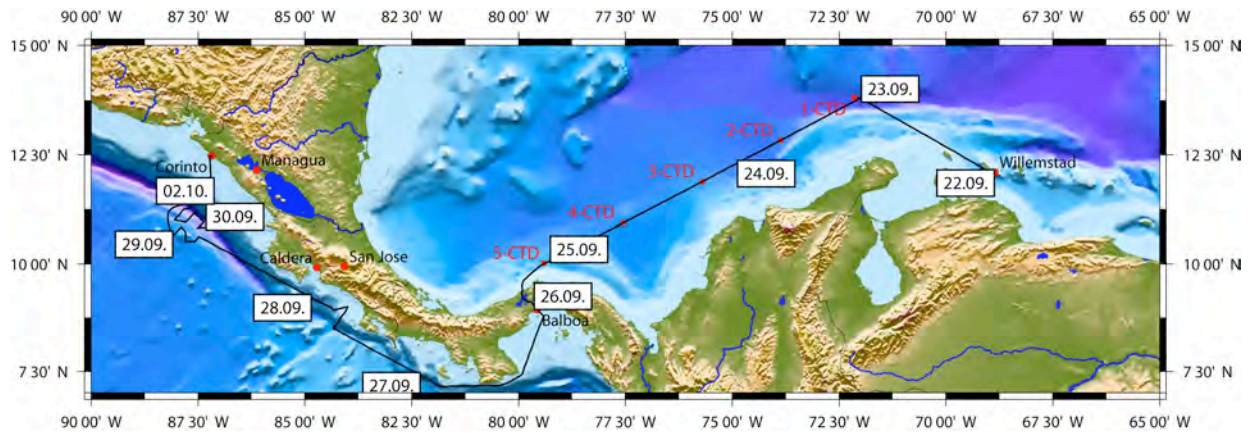 90 00' W 87 30' W 85 00' W 82 30' W 80 00' W 77 30' W 75 00' W 72 30' W 70 00' W 67 30' W 65 00' W
15 00' N 15 00' N
23.09.
1-CTD
2-CTD
12 30' N Corinto Managua 3-CTD 24.09. Willemstad 12 30' N
22.09.
02.10.
30.09. 4-CTD
29.09. 25.09.
5-CTD
10 00' N Caldera San Jose 10 00' N
28.09. 26.09.
Balboa
7 30' N 27.09. 7 30' N
90 00' W 87 30' W 85 00' W 82 30' W 80 00' W 77 30' W 75 00' W 72 30' W 70 00' W 67 30' W 65 00' W